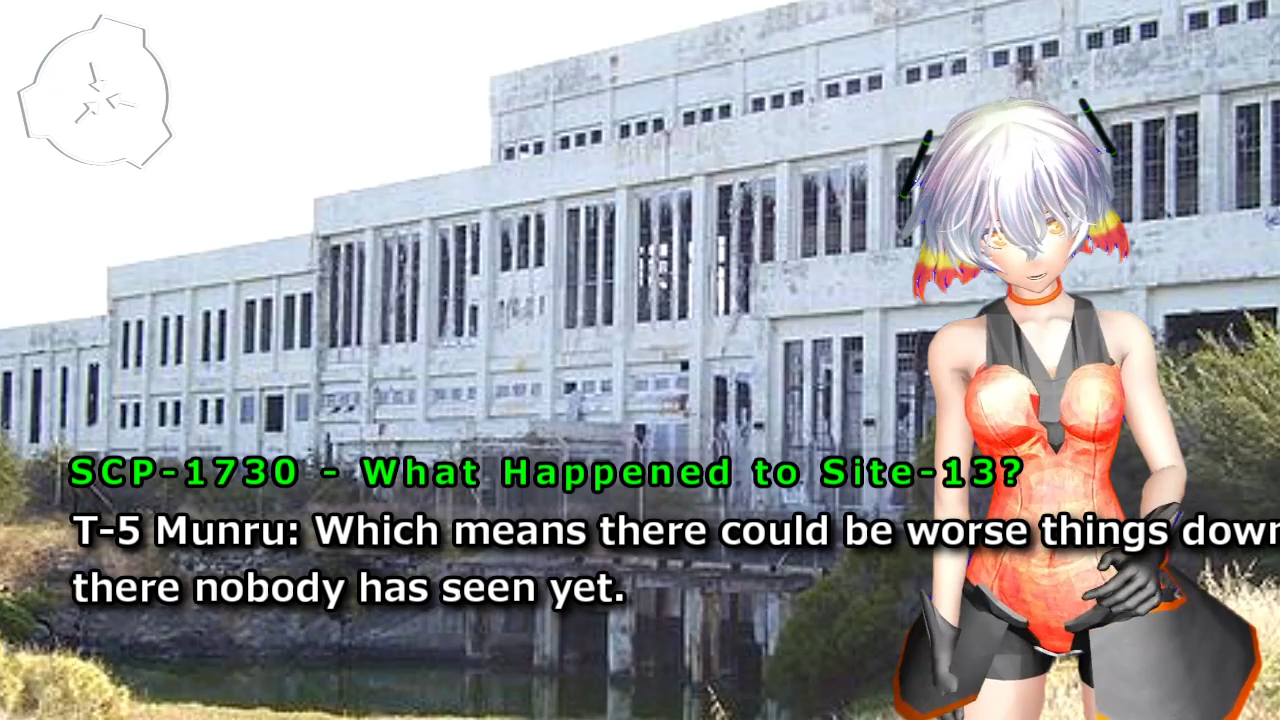 SCP-1730 - What Happened to Site-13?
T-5 Munru: Which means there could be worse things down
there nobody has seen yet.